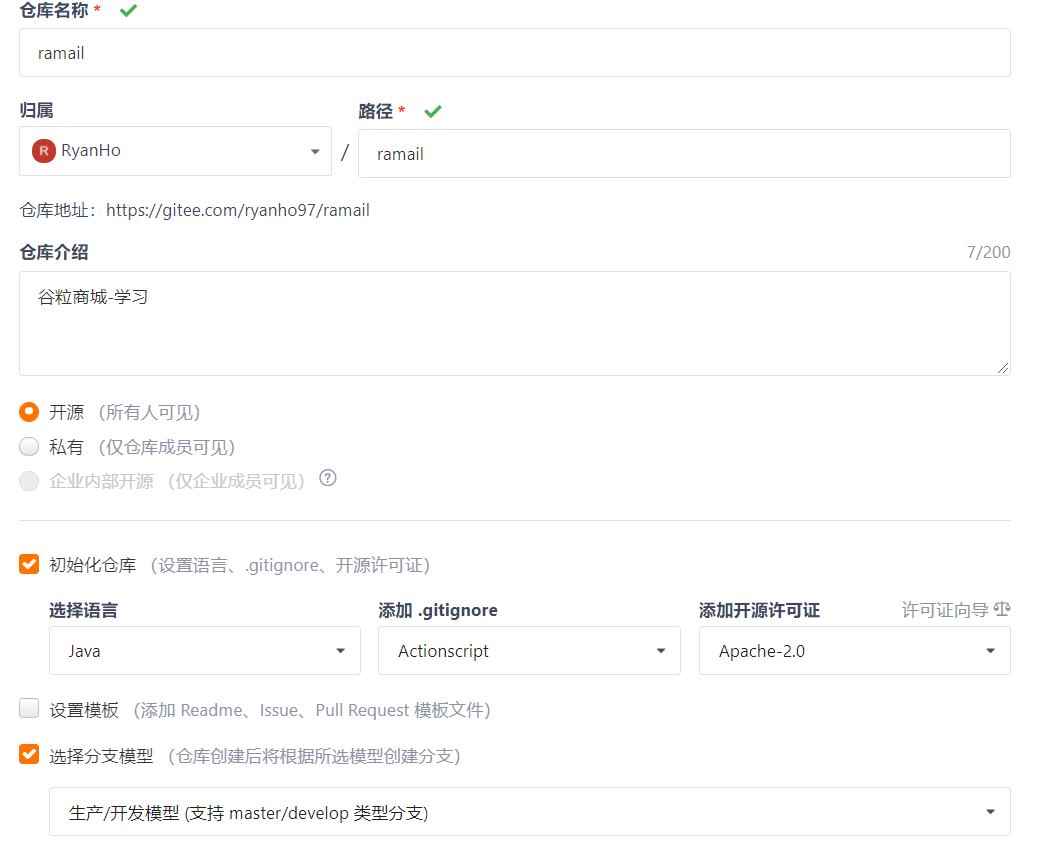 仓库名称 *
ramail
归属
路径 *
R RyanHo
/
ramail
仓库地址：https://gitee.com/ryanho97/ramail
仓库介绍
7/200
谷粒商城-学习
开源 （所有人可见）
私有 （仅仓库成员可见）
企业内部开源 （仅企业成员可见） ?
初始化仓库 （设置语言、.gitignore、开源许可证）
选择语言
添加 .gitignore
添加开源许可证
许可证向导
Java
Actionscript
Apache-2.0
设置模板 （添加 Readme、Issue、Pull Request 模板文件）
选择分支模型 （仓库创建后将根据所选模型创建分支）
生产/开发模型 (支持 master/develop 类型分支)